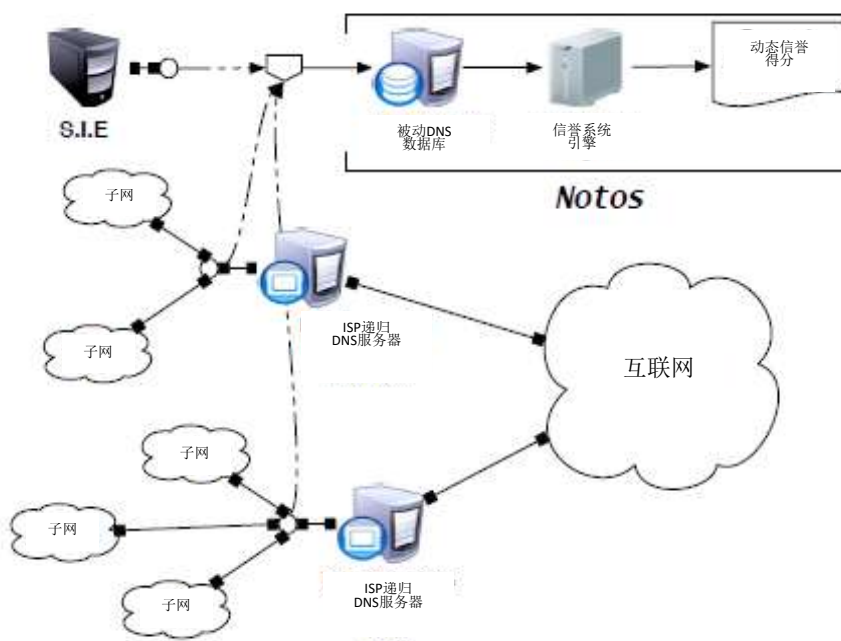 动态信誉
得分
S.I.E
被动DNS
数据库
信誉系统
引擎
Notos
子网
子网
ISP递归
DNS服务器
互联网
子网
子网
子网
ISP递归
DNS服务器